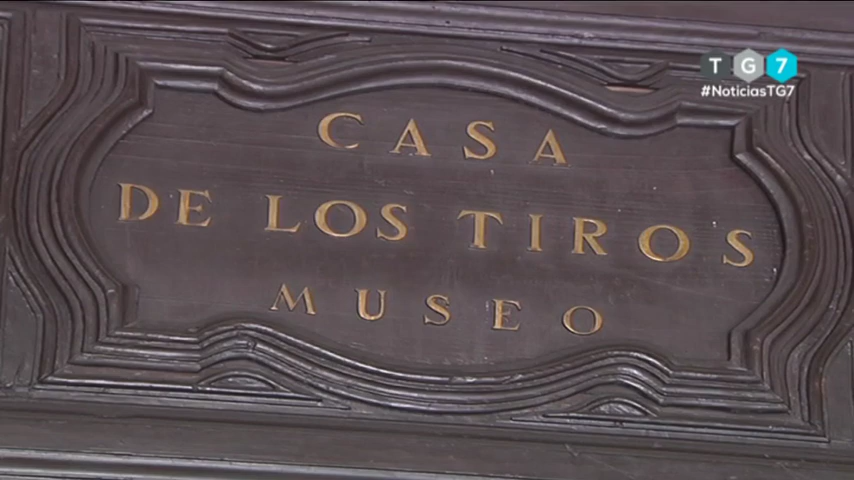 TG7
#NoticiasTG7
CASA
DE LOS TIROS
MUSEO